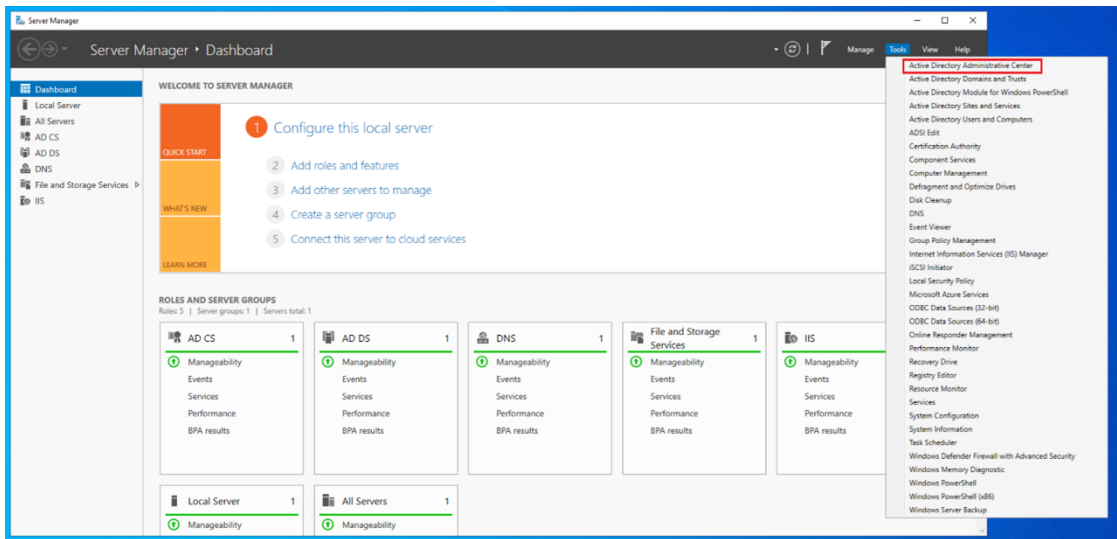 Server Manager
Server Manager • Dashboard
Manage Tools View Help
Dashboard
Local Server
All Servers
AD CS
AD DS
DNS
File and Storage Services
IIS
WELCOME TO SERVER MANAGER
QUICK START
WHAT'S NEW
LEARN MORE
1 Configure this local server
2 Add roles and features
3 Add other servers to manage
4 Create a server group
5 Connect this server to cloud services
ROLES AND SERVER GROUPS
Roles: 5 | Server groups: 1 | Servers total: 1
AD CS 1
Manageability
Events
Services
Performance
BPA results
AD DS 1
Manageability
Events
Services
Performance
BPA results
DNS 1
Manageability
Events
Services
Performance
BPA results
File and Storage
Services 1
Manageability
Events
Services
Performance
BPA results
IIS
Manageability
Events
Services
Performance
BPA results
Local Server 1
Manageability
All Servers 1
Manageability
Active Directory Administrative Center
Active Directory Domains and Trusts
Active Directory Module for Windows PowerShell
Active Directory Sites and Services
Active Directory Users and Computers
ADSI Edit
Certification Authority
Component Services
Computer Management
Defragment and Optimize Drives
Disk Cleanup
DNS
Event Viewer
Group Policy Management
Internet Information Services (IIS) Manager
iSCSI Initiator
Local Security Policy
Microsoft Azure Services
ODBC Data Sources (32-bit)
ODBC Data Sources (64-bit)
Online Responder Management
Performance Monitor
Recovery Drive
Registry Editor
Resource Monitor
Services
System Configuration
System Information
Task Scheduler
Windows Defender Firewall with Advanced Security
Windows Memory Diagnostic
Windows PowerShell
Windows PowerShell (x86)
Windows Server Backup